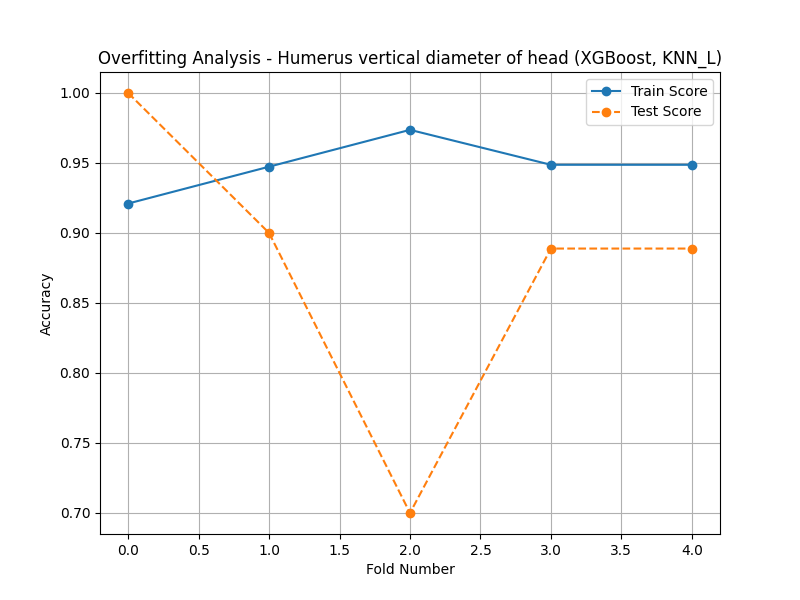 Overfitting Analysis - Humerus vertical diameter of head (XGBoost, KNN_L)
Train Score
Test Score
1.00
0.95
0.90
0.85
0.80
0.75
0.70
Accuracy
0.0 0.5 1.0 1.5 2.0 2.5 3.0 3.5 4.0
Fold Number